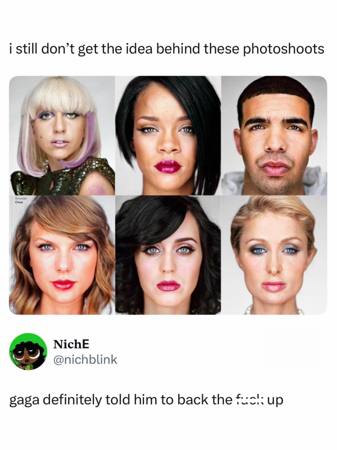 i still don't get the idea behind these photoshoots
NichE
@nichblink
gaga definitely told him to back the fuck up